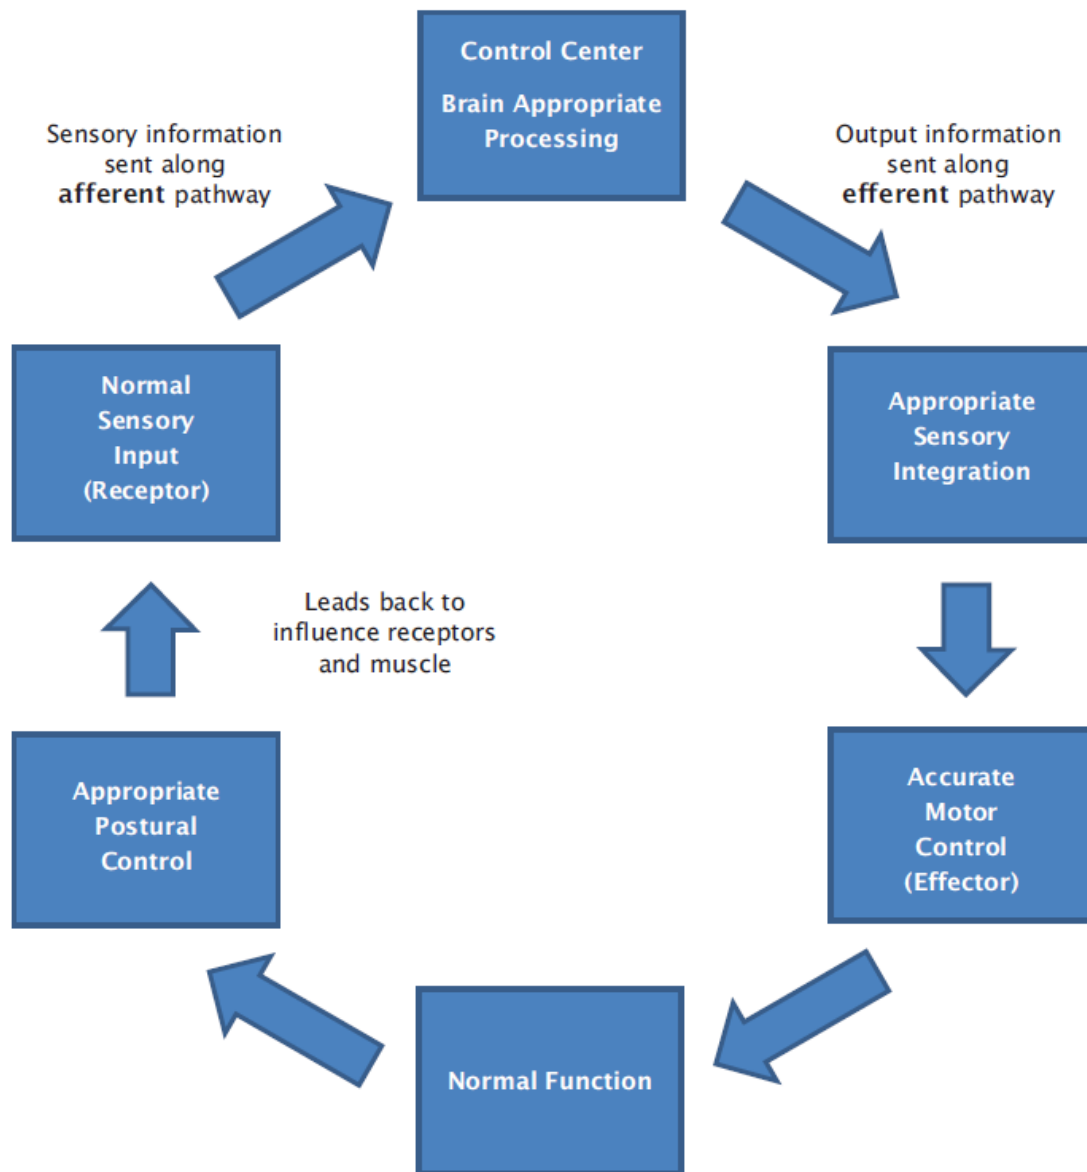 Control Center
Brain Appropriate
Processing
Sensory information
sent along
afferent pathway
Output information
sent along
efferent pathway
Normal
Sensory
Input
(Receptor)
Appropriate
Sensory
Integration
Leads back to
influence receptors
and muscle
Appropriate
Postural
Control
Accurate
Motor
Control
(Effector)
Normal Function